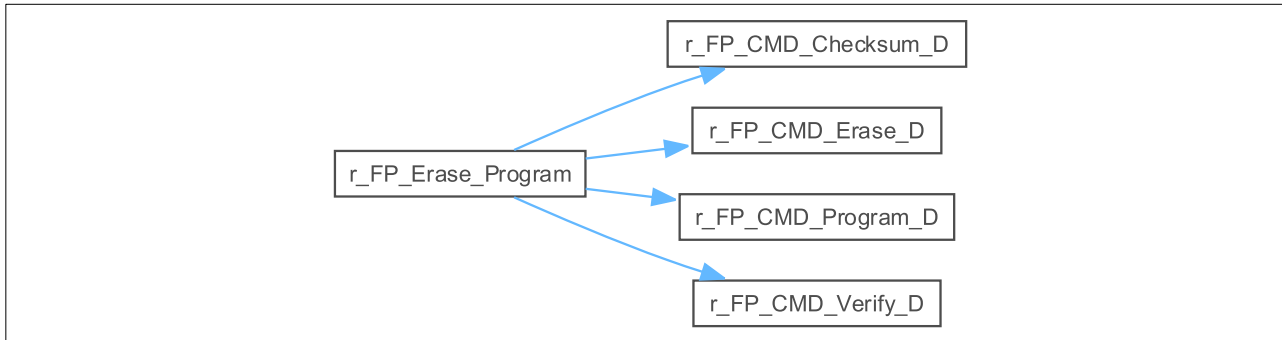 r_FP_CMD_Checksum_D
r_FP_CMD_Erase_D
r_FP_Erase_Program
r_FP_CMD_Program_D
r_FP_CMD_Verify_D